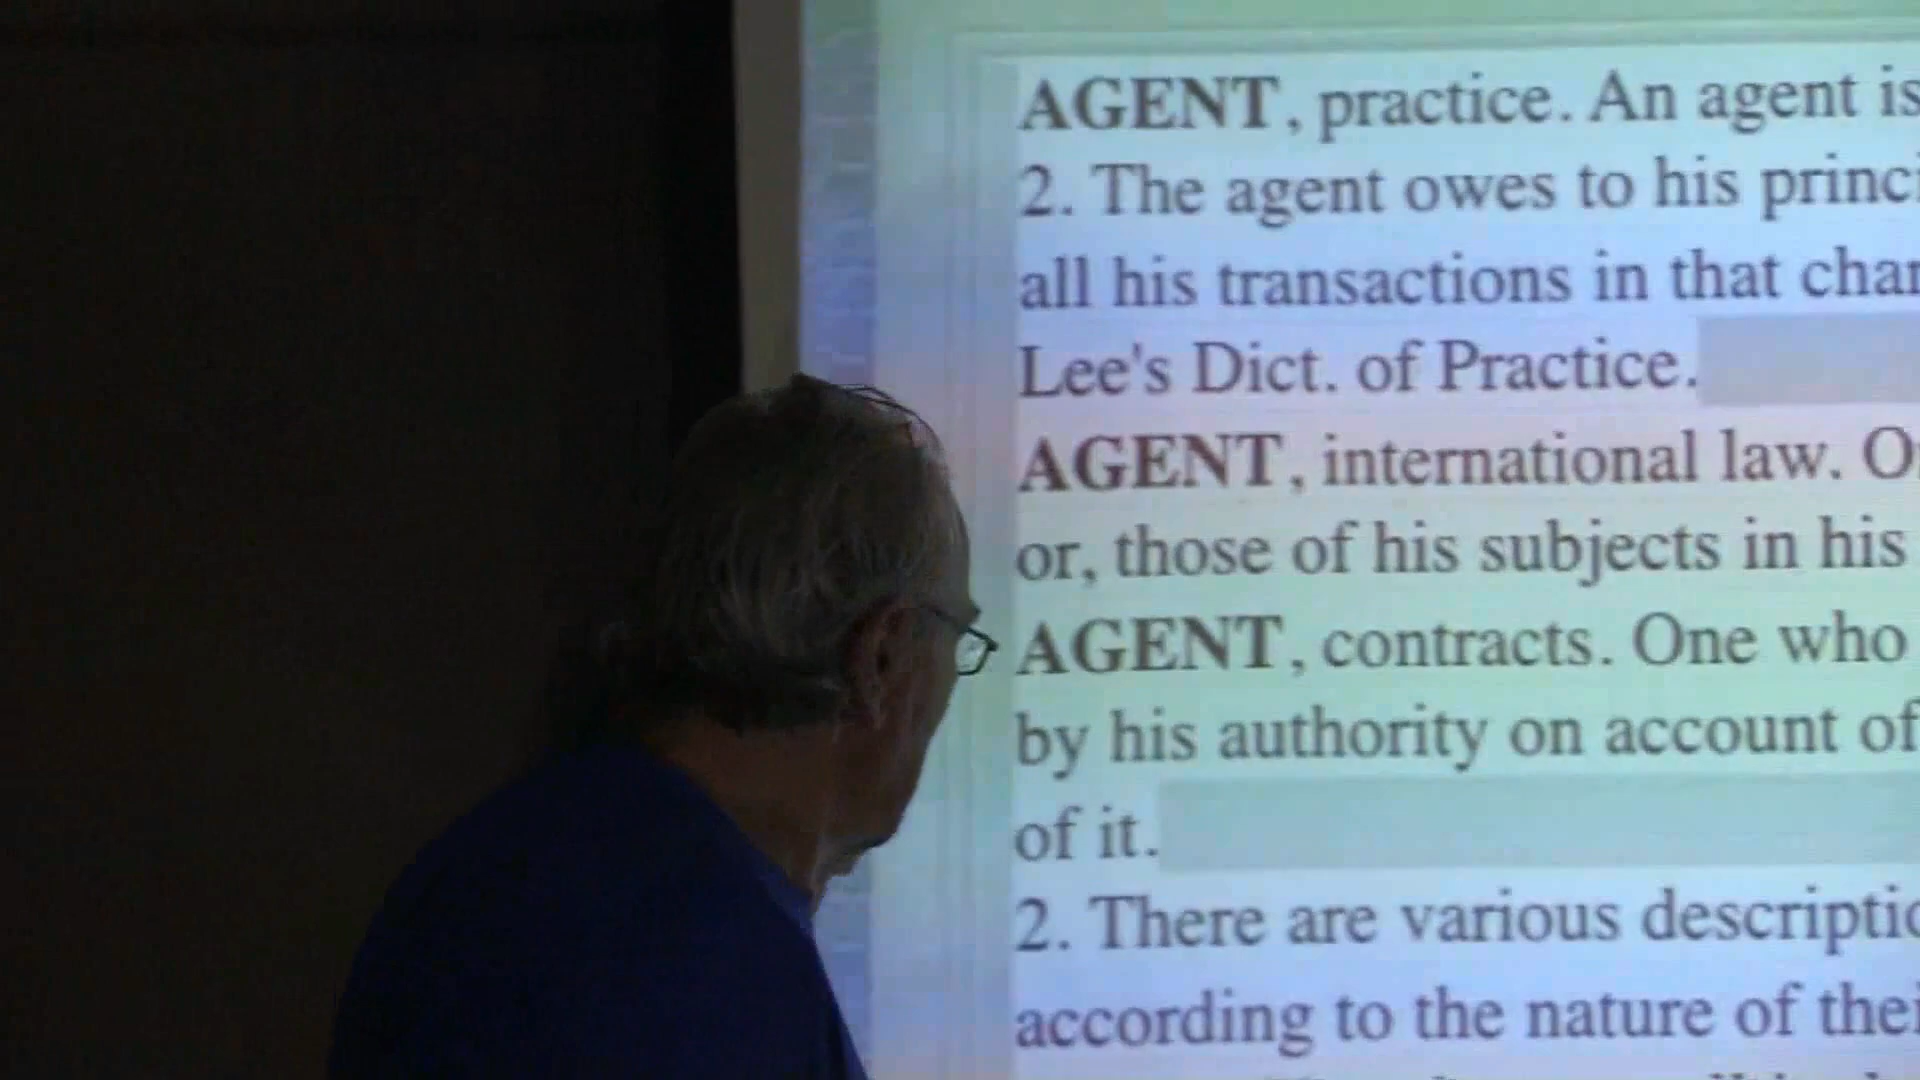 AGENT, practice. An agent is
2. The agent owes to his princi
all his transactions in that char
Lee's Dict. of Practice.
AGENT, international law. O
or, those of his subjects in his
AGENT, contracts. One who
by his authority on account of
of it.
2. There are various descriptio
according to the nature of thei